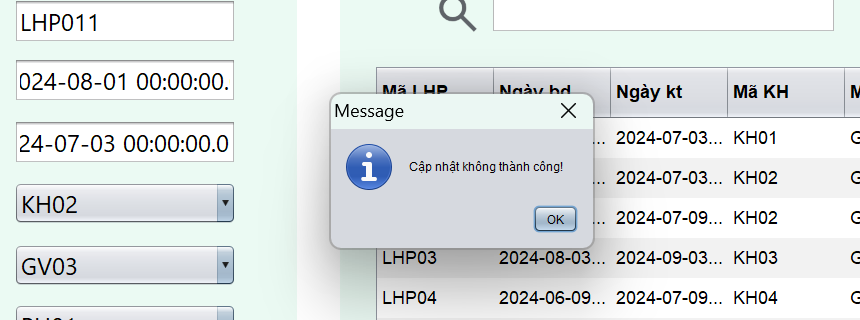 LHP011
024-08-01 00:00:00.
24-07-03 00:00:00.0
KH02
GV03
Mã LHP Ngày bd Ngày kt Mã KH
Message
Cập nhật không thành công!
OK
... 2024-07-03... KH01
... 2024-07-03... KH02
... 2024-07-09... KH02
LHP03 2024-08-03... 2024-09-03... KH03
LHP04 2024-06-09... 2024-07-09... KH04